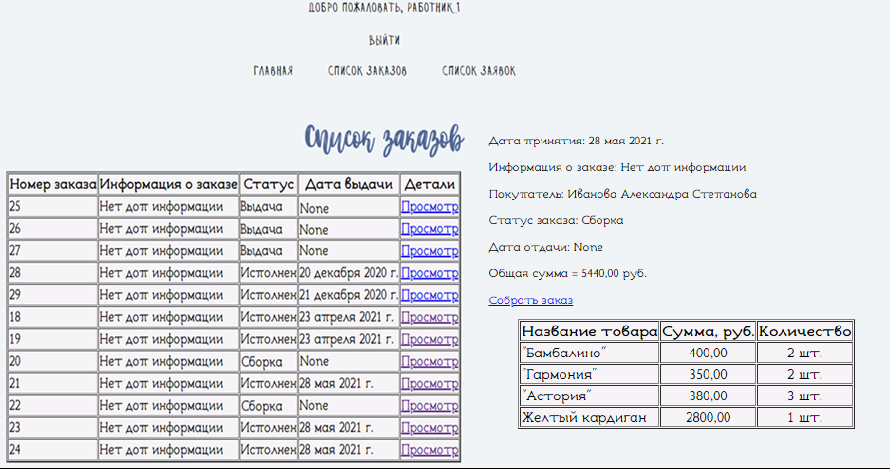 ДОБРО ПОЖАЛОВАТЬ, РАБОТНИК_1
ВЫЙТИ
ГЛАВНАЯ СПИСОК ЗАКАЗОВ СПИСОК ЗАЯВОК
Список заказов
Номер заказа Информация о заказе Статус Дата выдачи Детали
25 Нет доп информации Выдача None Просмотр
26 Нет доп информации Выдача None Просмотр
27 Нет доп информации Выдача None Просмотр
28 Нет доп информации Исполнен 20 декабря 2020 г. Просмотр
29 Нет доп информации Исполнен 21 декабря 2020 г. Просмотр
18 Нет доп информации Исполнен 23 апреля 2021 г. Просмотр
19 Нет доп информации Исполнен 23 апреля 2021 г. Просмотр
20 Нет доп информации Сборка None Просмотр
21 Нет доп информации Исполнен 28 мая 2021 г. Просмотр
22 Нет доп информации Сборка None Просмотр
23 Нет доп информации Исполнен 28 мая 2021 г. Просмотр
24 Нет доп информации Исполнен 28 мая 2021 г. Просмотр
Дата принятия: 28 мая 2021 г.
Информация о заказе: Нет доп информации
Покупатель: Иванова Александра Степановна
Статус заказа: Сборка
Дата отдачи: None
Общая сумма = 5440,00 руб.
Собрать заказ
Название товара Сумма, руб. Количество
"Бамбалино" 400,00 2 шт.
"Гармония" 350,00 2 шт.
"Астория" 380,00 3 шт.
Желтый кардиган 2800,00 1 шт.